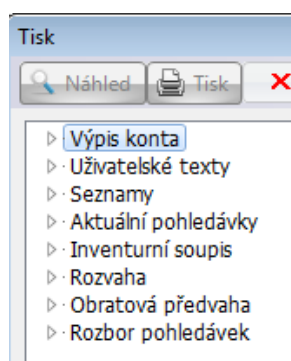 Tisk
Náhled Tisk
Výpis konta
Uživatelské texty
Seznamy
Aktuální pohledávky
Inventurní soupis
Rozvaha
Obratová předvaha
Rozbor pohledávek